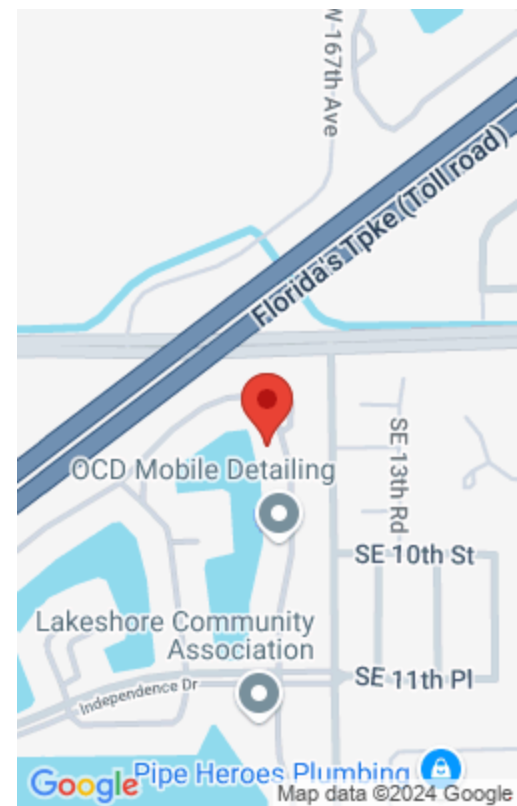 W 167th Ave
Florida's Tpke (Toll road)
OCD Mobile Detailing
SE 13th Rd
SE 10th St
Lakeshore Community
Association
SE 11th Pl
Independence Dr
Pipe Heroes Plumbing
Google
Map data ©2024 Google